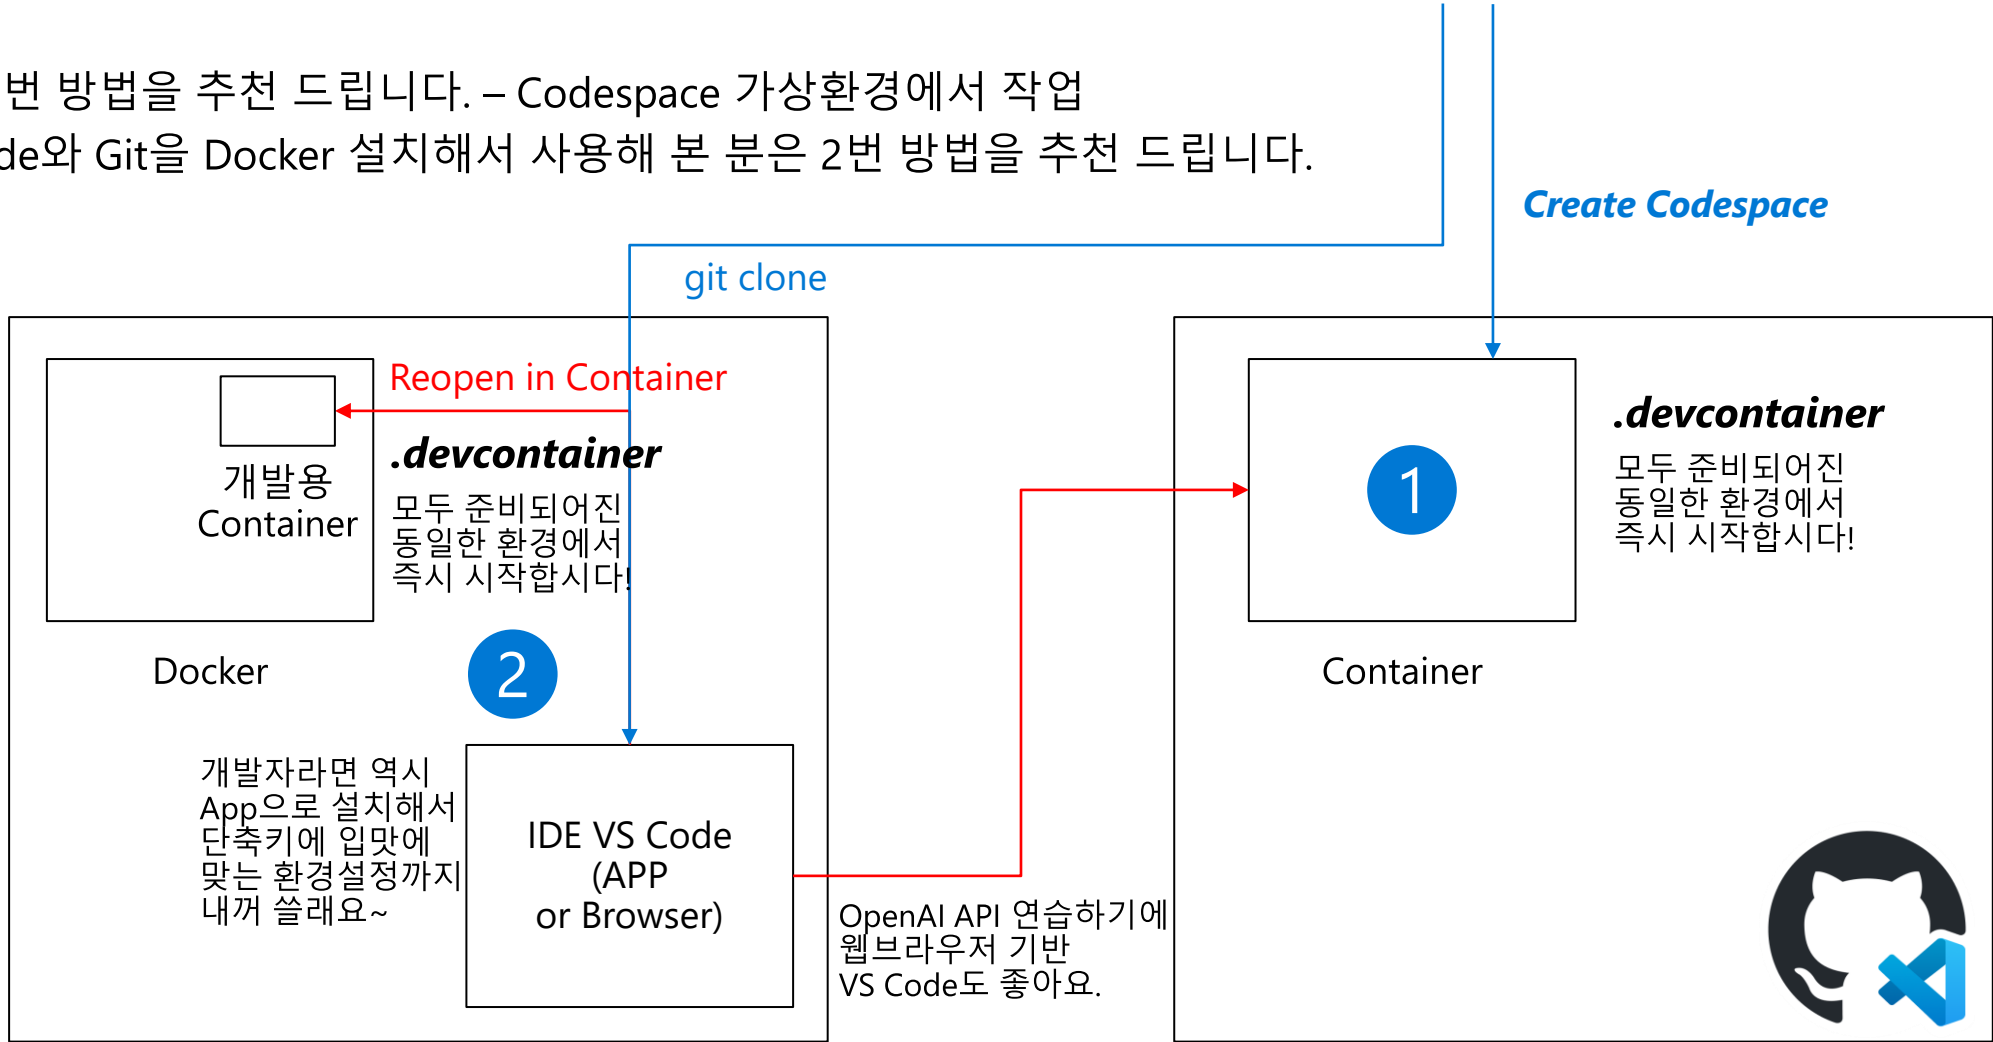 번 방법을 추천 드립니다. – Codespace 가상환경에서 작업
de와 Git을 Docker 설치해서 사용해 본 분은 2번 방법을 추천 드립니다.
Create Codespace
git clone
Reopen in Container
.devcontainer
모두 준비되어진
동일한 환경에서
즉시 시작합시다!
개발용
Container
Docker
2
개발자라면 역시
App으로 설치해서
단축키에 입맛에
맞는 환경설정까지
내꺼 쓸래요~
IDE VS Code
(APP
or Browser)
OpenAI API 연습하기에
웹브라우저 기반
VS Code도 좋아요.
1
Container
.devcontainer
모두 준비되어진
동일한 환경에서
즉시 시작합시다!